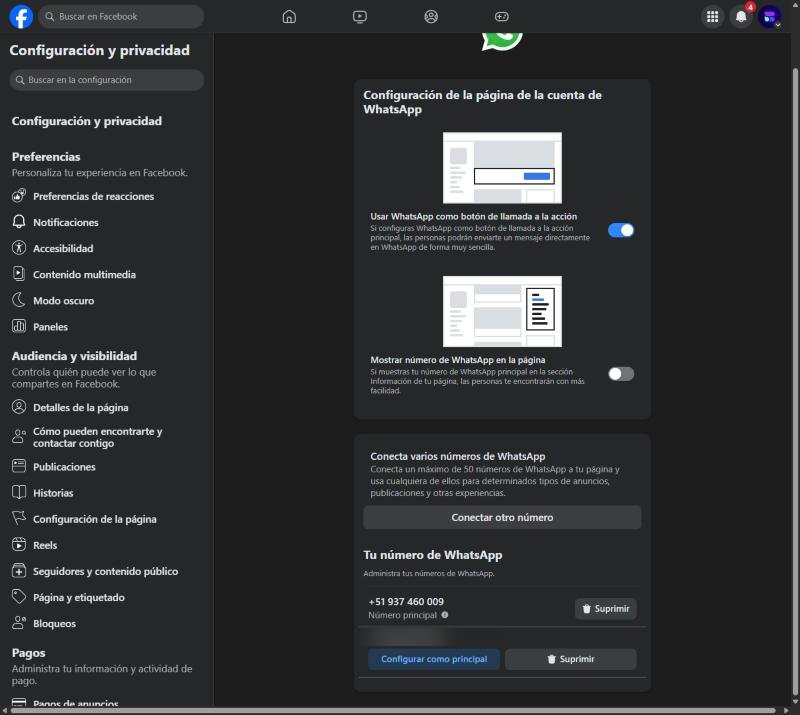 Buscar en Facebook
4
Configuración y privacidad
Buscar en la configuración
Configuración y privacidad
Preferencias
Personaliza tu experiencia en Facebook.
Preferencias de reacciones
Notificaciones
Accesibilidad
Contenido multimedia
Modo oscuro
Paneles
Audiencia y visibilidad
Controla quién puede ver lo que
compartes en Facebook.
Detalles de la página
Cómo pueden encontrarte y
contactar contigo
Publicaciones
Historias
Configuración de la página
Reels
Seguidores y contenido público
Página y etiquetado
Bloqueos
Pagos
Administra tu información y actividad de
pago.
Pagos de anuncios
Configuración de la página de la cuenta de
WhatsApp
Usar WhatsApp como botón de llamada a la acción
Si configuras WhatsApp como botón de llamada a la acción
principal, las personas podrán enviarte un mensaje directamente
en WhatsApp de forma muy sencilla.
Mostrar número de WhatsApp en la página
Si muestras tu número de WhatsApp principal en la sección
Información de tu página, las personas te encontrarán con más
facilidad.
Conecta varios números de WhatsApp
Conecta un máximo de 50 números de WhatsApp a tu página y
usa cualquiera de ellos para determinados tipos de anuncios,
publicaciones y otras experiencias.
Conectar otro número
Tu número de WhatsApp
Administra tus números de WhatsApp.
+51 937 460 009
Número principal
Suprimir
Configurar como principal
Suprimir